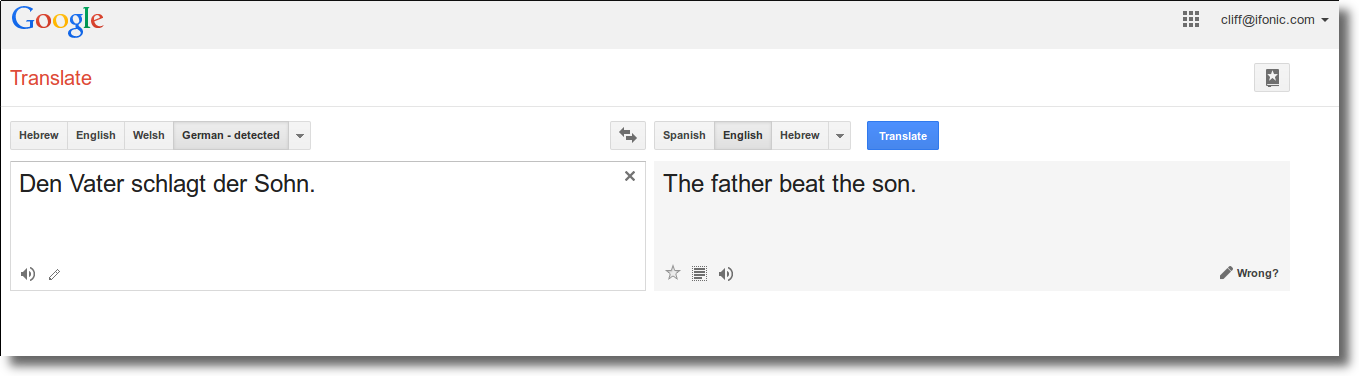 Google
cliff@ifonic.com
Translate
Hebrew English Welsh German - detected
Spanish English Hebrew Translate
Den Vater schlagt der Sohn.
The father beat the son.
Wrong?